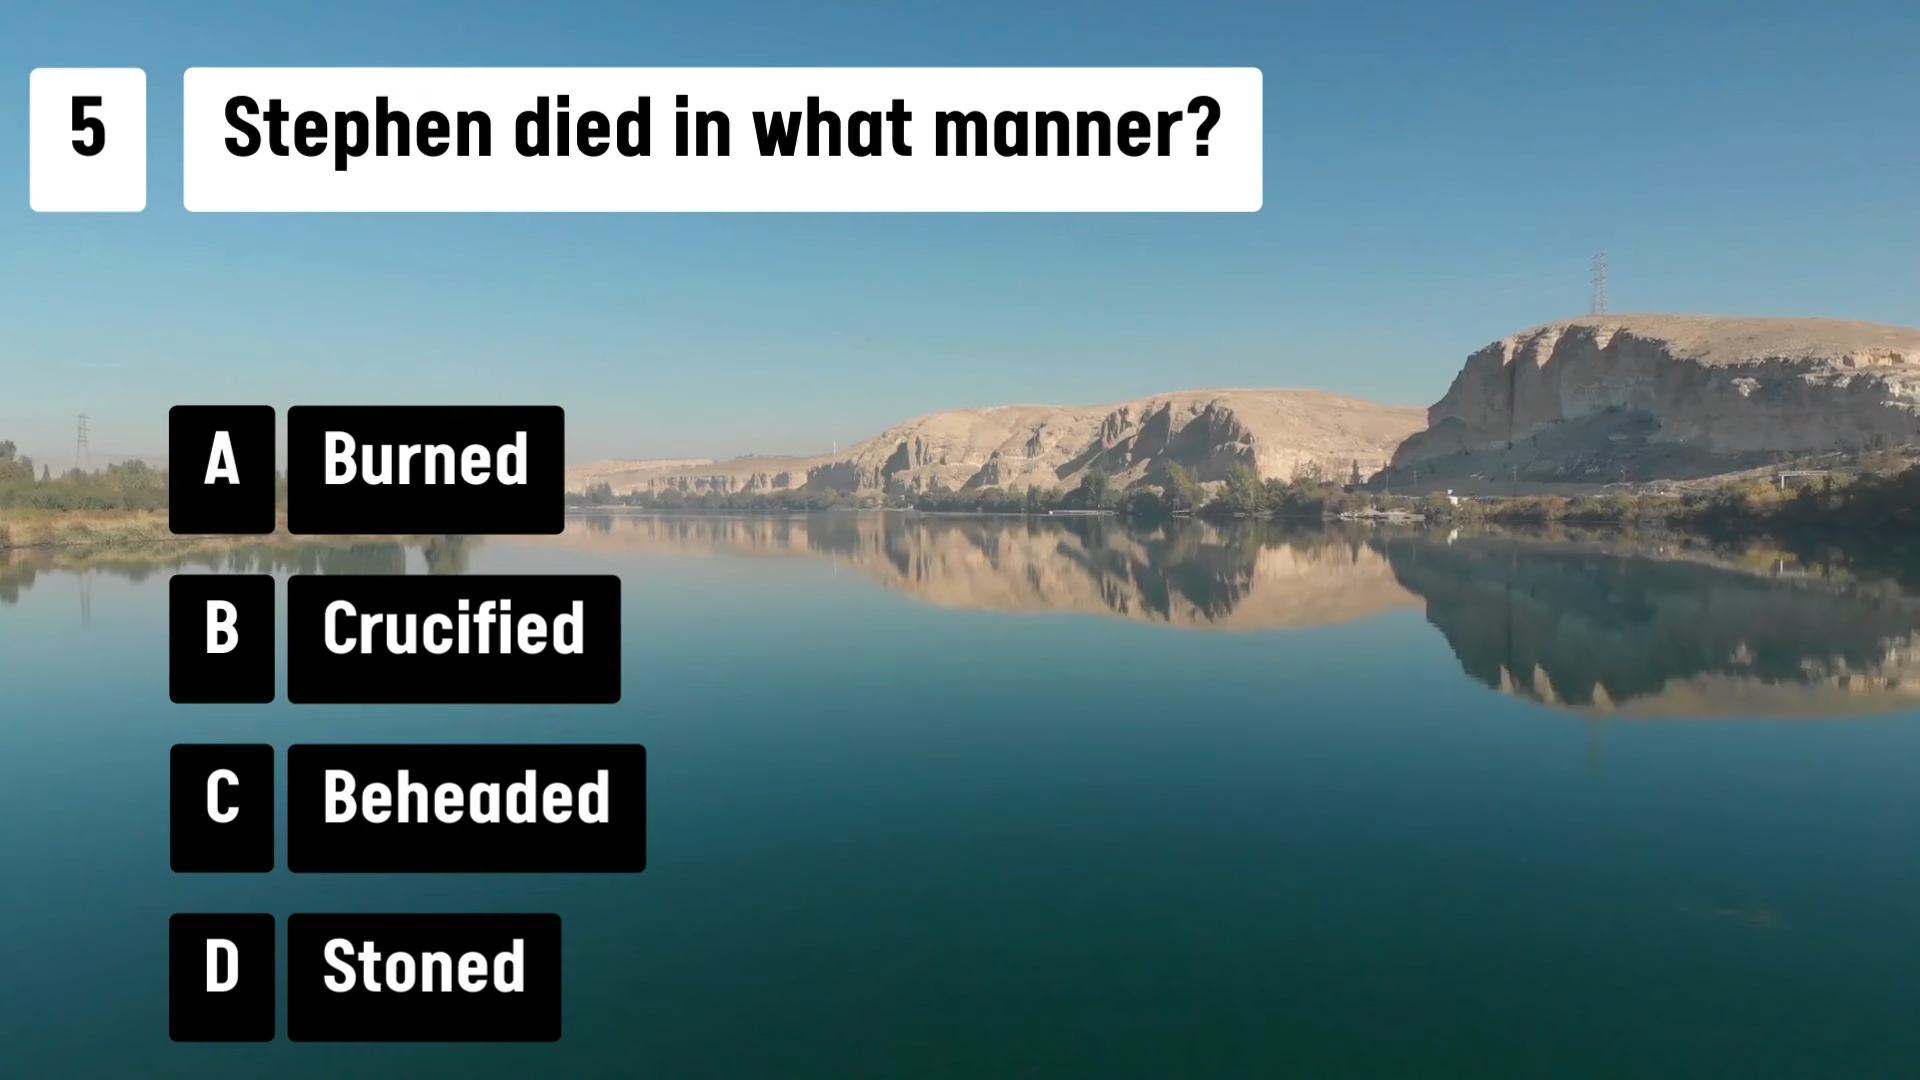 5 Stephen died in what manner?
A Burned
B Crucified
C Beheaded
D Stoned